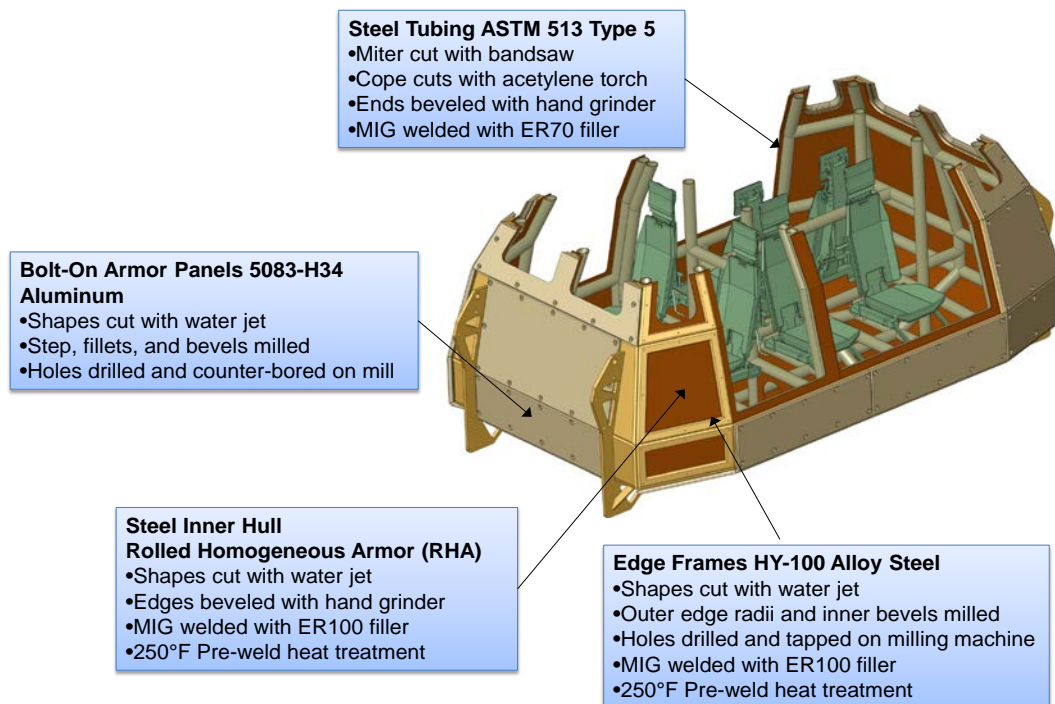 Steel Tubing ASTM 513 Type 5
•Miter cut with bandsaw
•Cope cuts with acetylene torch
•Ends beveled with hand grinder
•MIG welded with ER70 filler
Bolt-On Armor Panels 5083-H34
Aluminum
•Shapes cut with water jet
•Step, fillets, and bevels milled
•Holes drilled and counter-bored on mill
Steel Inner Hull
Rolled Homogeneous Armor (RHA)
•Shapes cut with water jet
•Edges beveled with hand grinder
•MIG welded with ER100 filler
•250°F Pre-weld heat treatment
Edge Frames HY-100 Alloy Steel
•Shapes cut with water jet
•Outer edge radii and inner bevels milled
•Holes drilled and tapped on milling machine
•MIG welded with ER100 filler
•250°F Pre-weld heat treatment